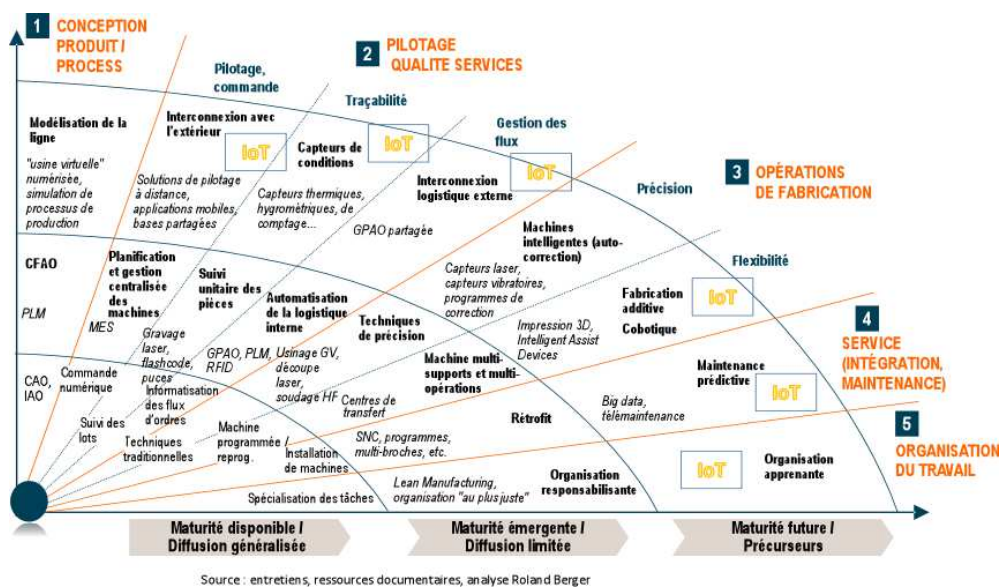 1 CONCEPTION
PRODUIT /
PROCESS
2 PILOTAGE
QUALITE SERVICES
Pilotage,
commande
Traçabilité
Gestion des
flux
Modélisation de la
ligne
"usine virtuelle"
numérisée,
simulation de
processus de
production
Interconnexion avec
l'extérieur
IoT
Solutions de pilotage
à distance,
applications mobiles,
bases partagées
Capteurs de
conditions
IoT
Capteurs thermiques,
hygrométriques, de
comptage...
IoT
Interconnexion
logistique externe
GPAO partagée
Précision
3 OPÉRATIONS
DE FABRICATION
Machines
intelligentes (auto-
correction)
Capteurs laser,
capteurs vibratoires,
programmes de
correction
Flexibilité
CFAO
PLM
Planification
et gestion
centralisée
des
machines
MES
Suivi
unitaire des
pièces
Gravage
laser,
flashcode,
puces
Automatisation
de la logistique
interne
GPAO, PLM,
RFID
Techniques
de précision
Usinage GV,
découpe
laser,
soudage HF
Fabrication
additive
Cobotique
IoT
Impression 3D,
Intelligent Assist
Devices
Machine multi-
supports et multi-
opérations
Centres de
transfert
4 SERVICE
(INTÉGRATION,
MAINTENANCE)
Maintenance
prédictive
IoT
Big data,
télémaintenance
Rétrofit
SNC, programmes,
multi-broches, etc.
CAO,
IAO
Commande
numérique
Suivi des
lots
Informatisation
des flux
d'ordres
Techniques
traditionnelles
Machine
programmée /
reprog.
Installation
de machines
5 ORGANISATION
DU TRAVAIL
Spécialisation des tâches
Lean Manufacturing,
organisation "au plus juste"
Organisation
responsabilisante
IoT
Organisation
apprenante
Maturité disponible /
Diffusion généralisée
Maturité émergente /
Diffusion limitée
Maturité future /
Précurseurs
Source : entretiens, ressources documentaires, analyse Roland Berger